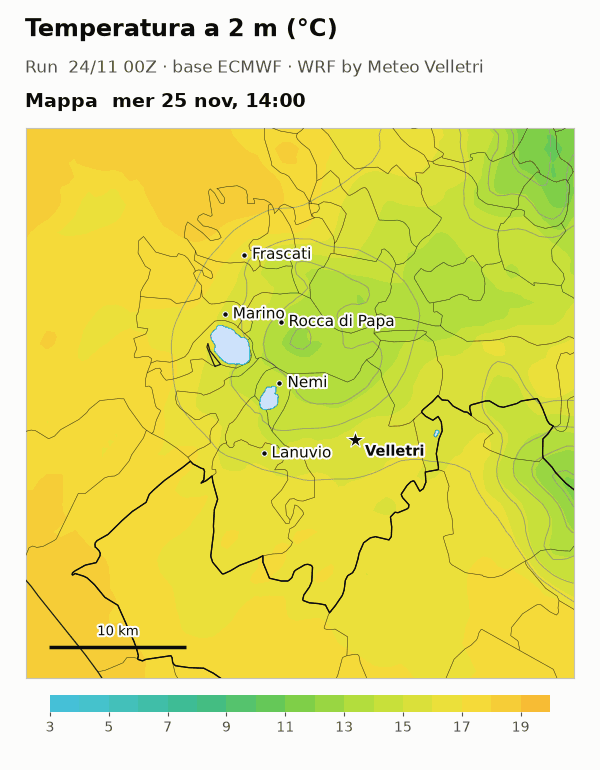 Temperatura a 2 m (°C)
Run  24/11 00Z · base ECMWF · WRF by Meteo Velletri
Mappa  mer 25 nov, 14:00
Frascati
Marino
Rocca di Papa
Nemi
Velletri
Lanuvio
10 km
3 5 7 9 11 13 15 17 19